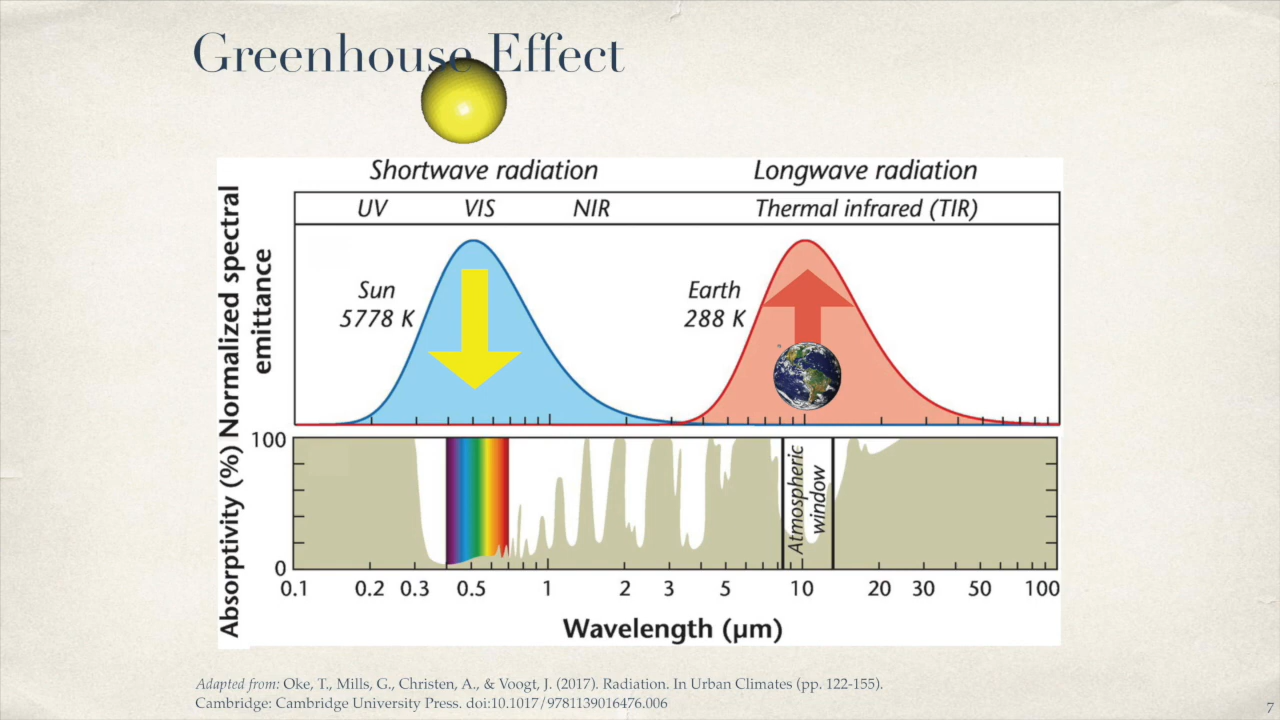 Greenhouse Effect
Shortwave radiation
Longwave radiation
UV VIS NIR
Thermal infrared (TIR)
Normalized spectral
emittance
Sun
5778 K
Earth
288 K
Absorptivity (%)
100
0
Atmospheric
window
0.1 0.2 0.3 0.5 1 2 3 5 10 20 30 50 100
Wavelength (µm)
Adapted from: Oke, T., Mills, G., Christen, A., & Voogt, J. (2017). Radiation. In Urban Climates (pp. 122-155).
Cambridge: Cambridge University Press. doi:10.1017/9781139016476.006
7